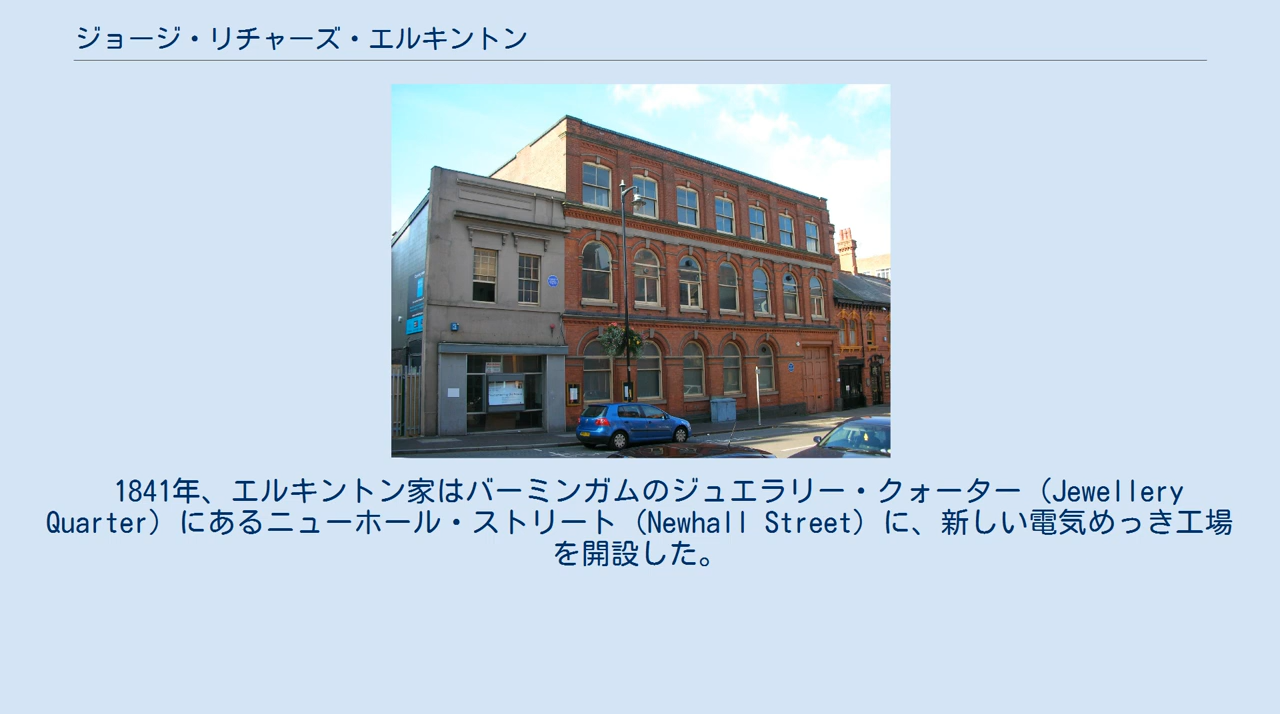 ジョージ・リチャーズ・エルキントン
1841年、エルキントン家はバーミンガムのジュエラリー・クォーター（Jewellery
Quarter）にあるニューホール・ストリート（Newhall Street）に、新しい電気めっき工場
を開設した。